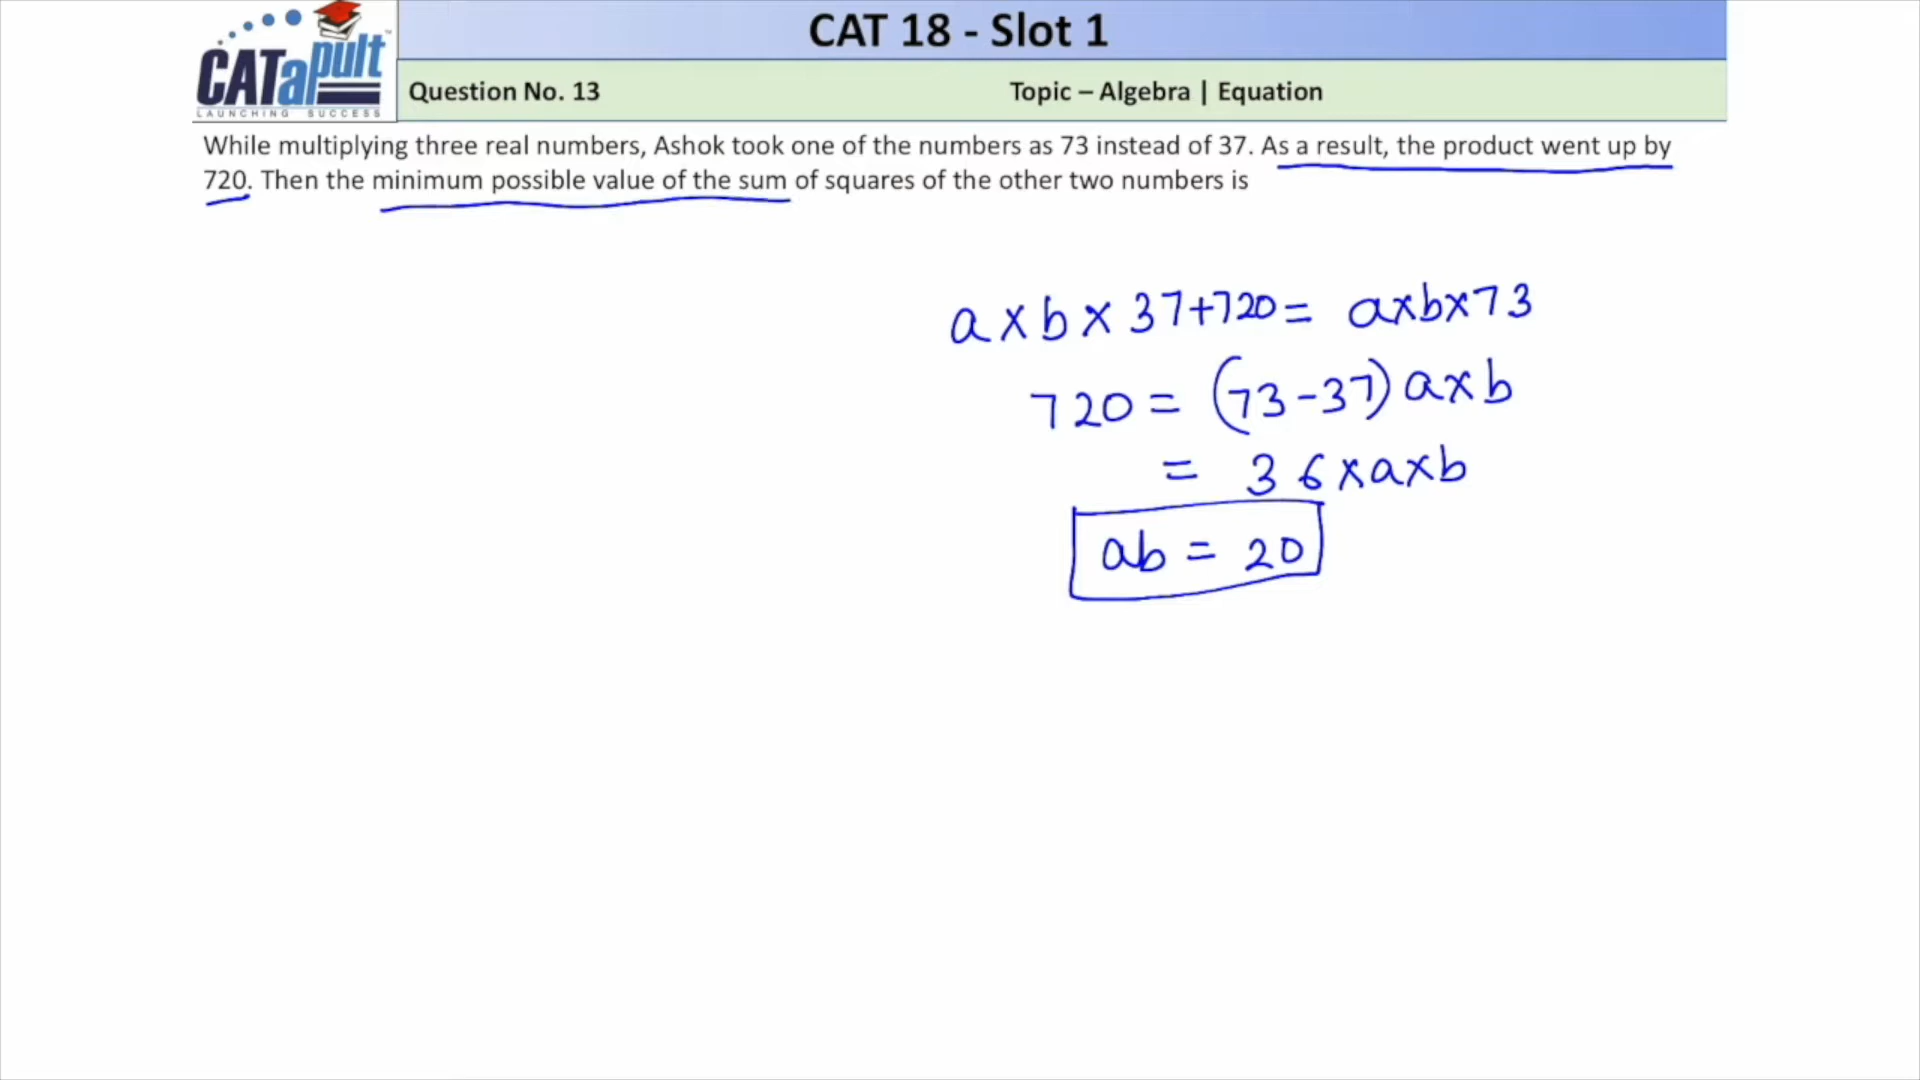 CATapult
LAUNCHING SUCCESS
CAT 18 - Slot 1
Question No. 13
Topic – Algebra | Equation
While multiplying three real numbers, Ashok took one of the numbers as 73 instead of 37. As a result, the product went up by
720. Then the minimum possible value of the sum of squares of the other two numbers is
a x b x 37+720 = axbx73
720 = (73-37) axb
= 36xaxb
ab = 20